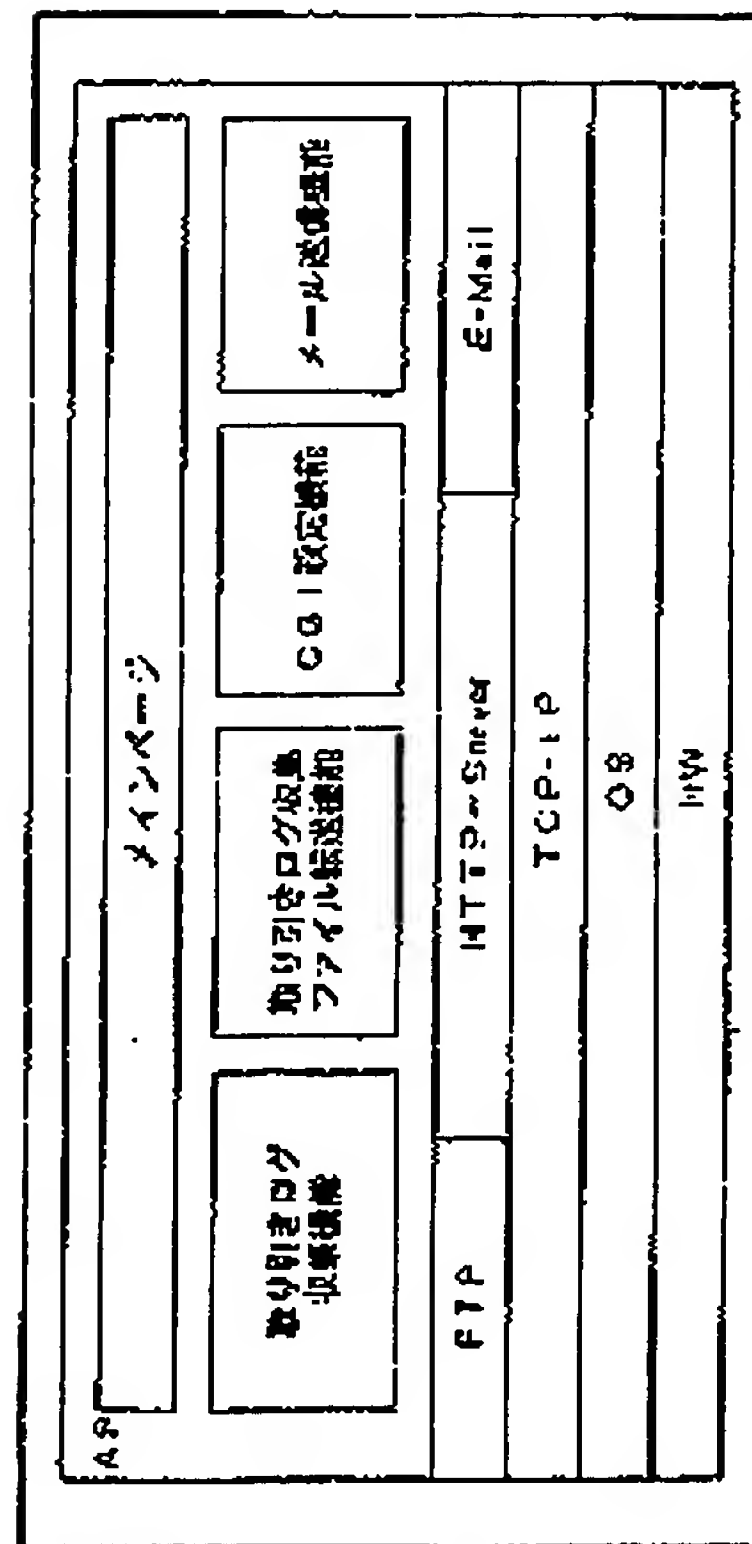 AP
メインページ
取り引きログ
収集機能
取り引きログ収集
ファイル転送機能
CGI設定機能
メール送信機能
FTP
HTTP-Server
E-Mail
TCP-IP
OS
HW